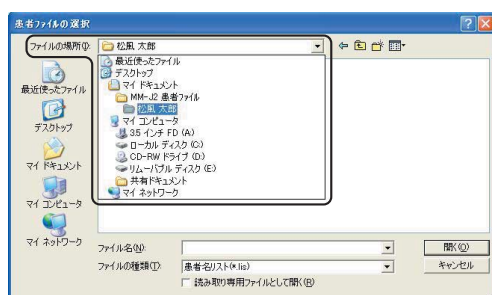 患者ファイルの選択
ファイルの場所(I):
松風 太郎
最近使ったファイル
デスクトップ
マイ ドキュメント
MM-J2 患者ファイル
松風 太郎
マイ コンピュータ
3.5 インチ FD (A)
ローカル ディスク (C)
CD-RW ドライブ (D)
リムーバブル ディスク (E)
共有ドキュメント
マイ ネットワーク
最近使ったファイル
デスクトップ
マイ ドキュメント
マイ コンピュータ
マイ ネットワーク
ファイル名(N):
開く(O)
ファイルの種類(T):
患者名リスト(*.lis)
キャンセル
読み取り専用ファイルとして開く(R)